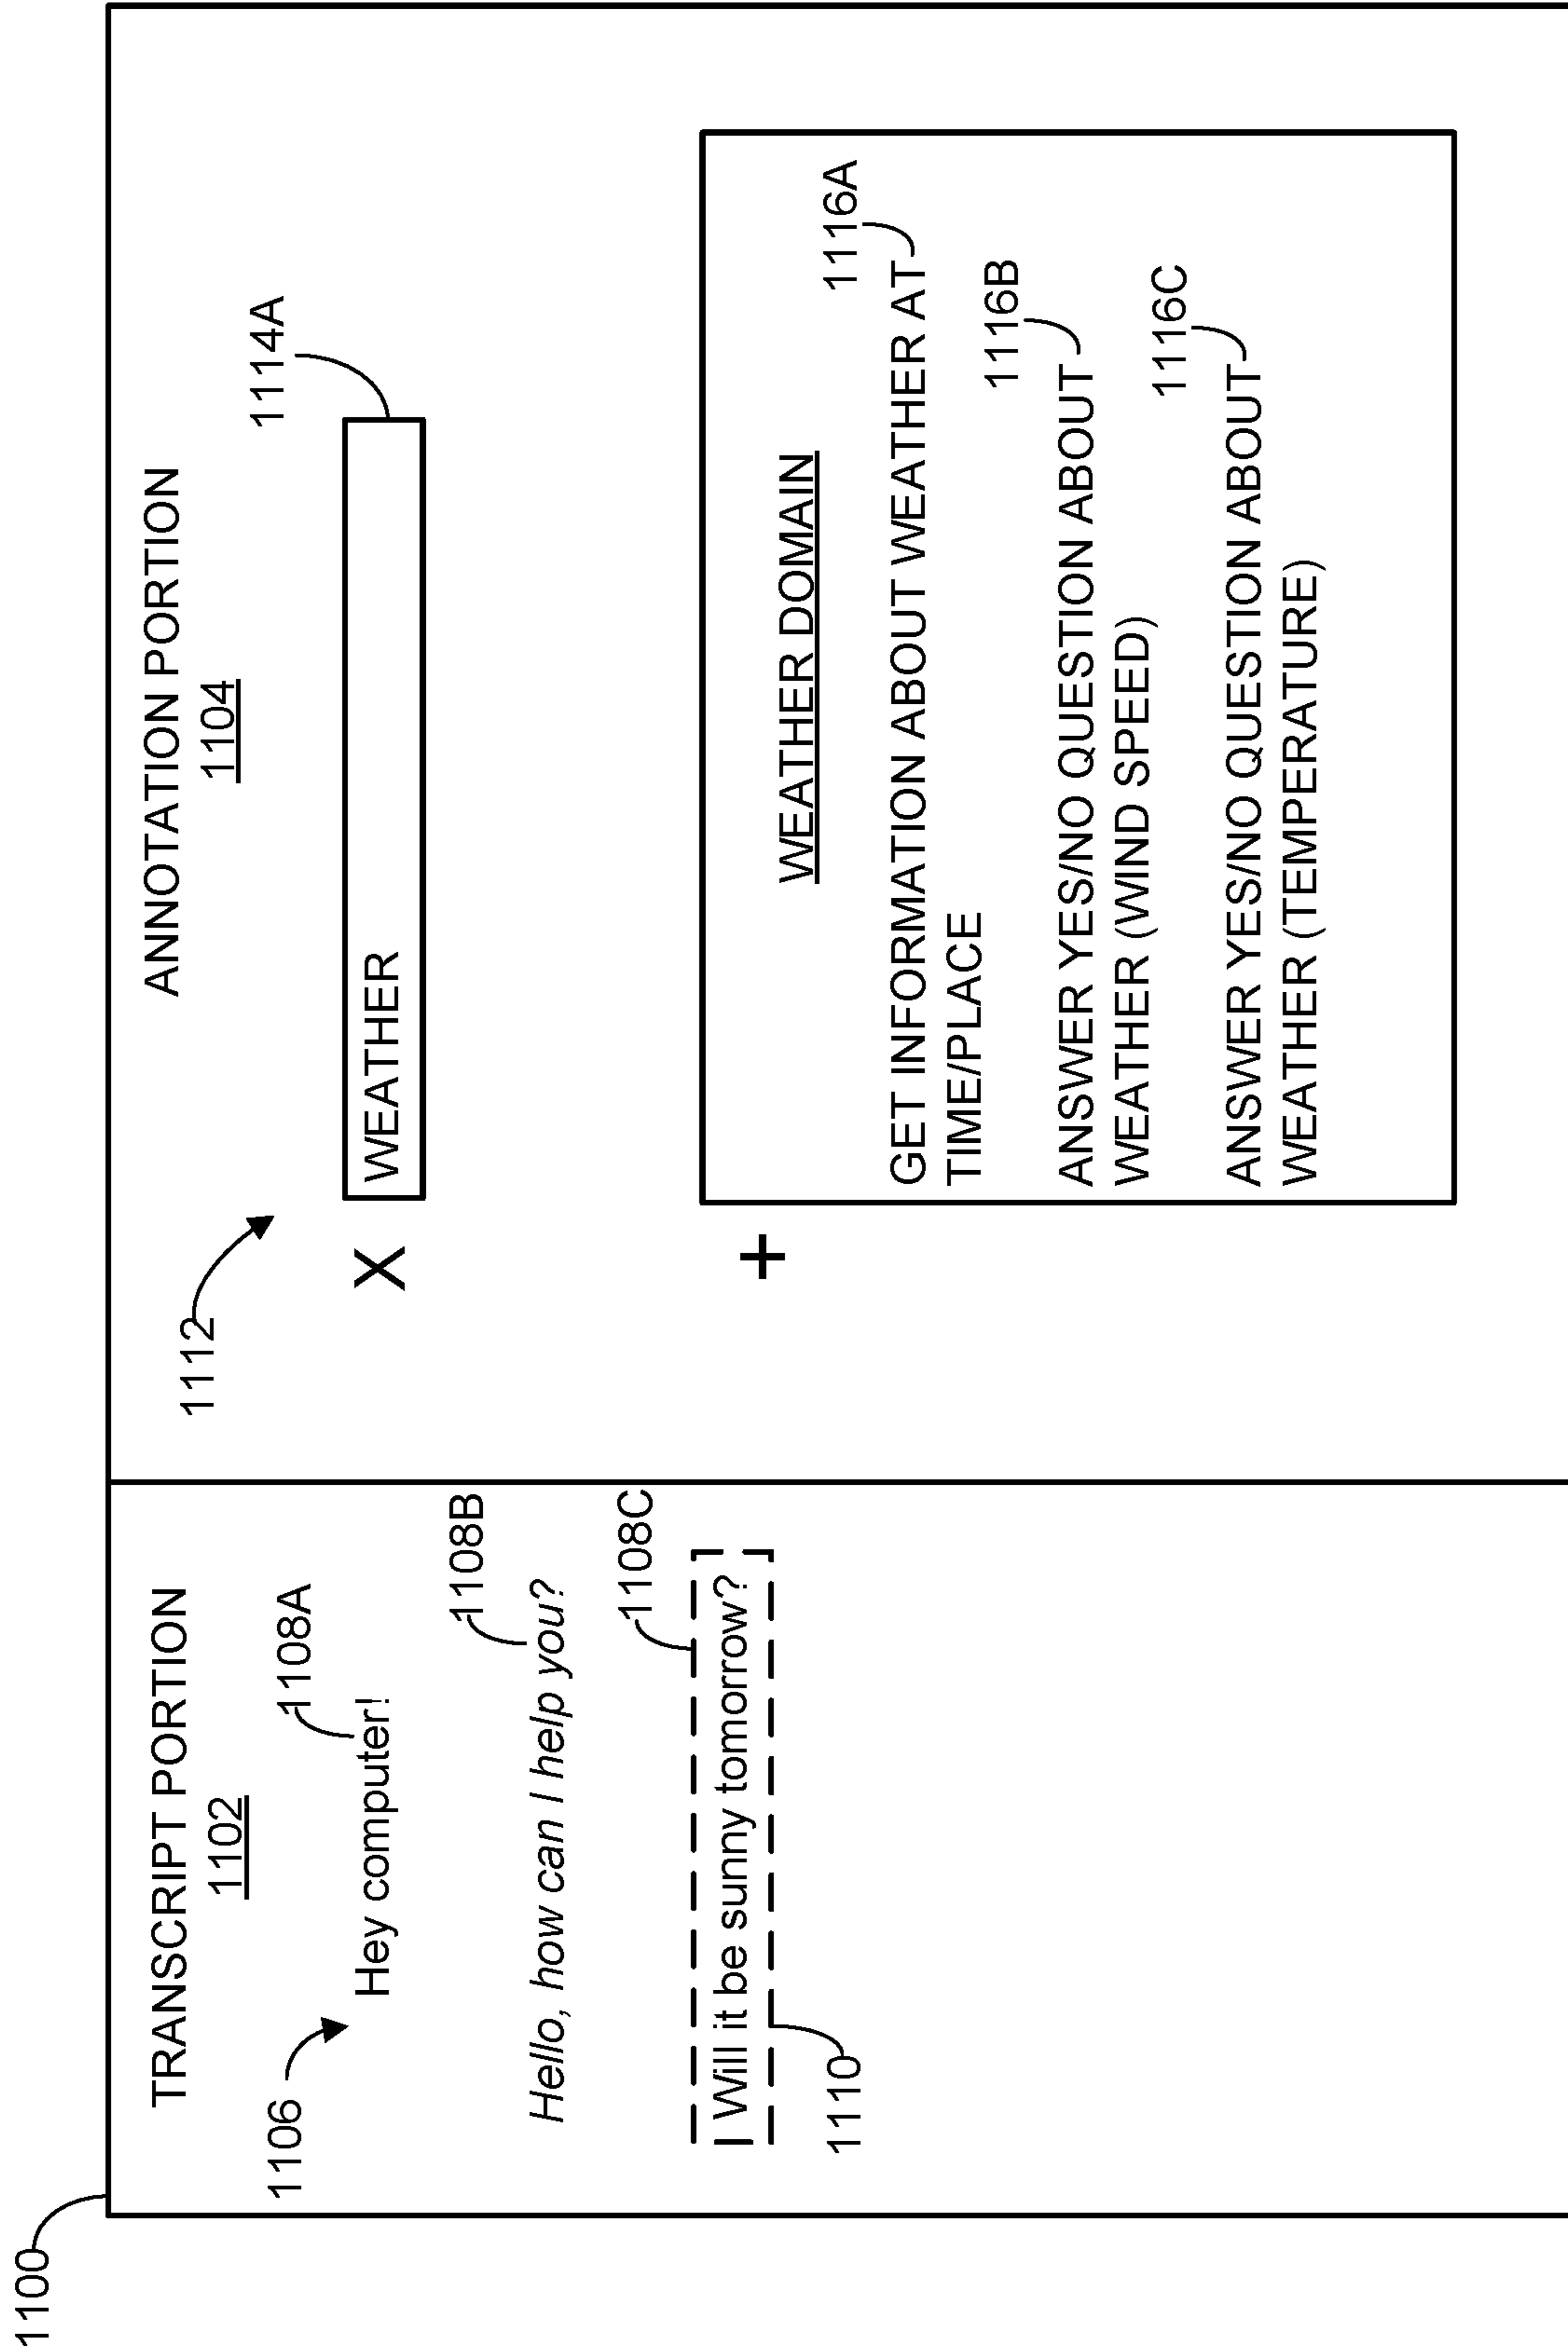 1100
TRANSCRIPT PORTION
1102
1106
1108A
Hey computer!
1108B
Hello, how can I help you?
1108C
Will it be sunny tomorrow?
1110
ANNOTATION PORTION
1104
1112
1114A
X
WEATHER
+
WEATHER DOMAIN
1116A
GET INFORMATION ABOUT WEATHER AT
TIME/PLACE
1116B
ANSWER YES/NO QUESTION ABOUT
WEATHER (WIND SPEED)
1116C
ANSWER YES/NO QUESTION ABOUT
WEATHER (TEMPERATURE)